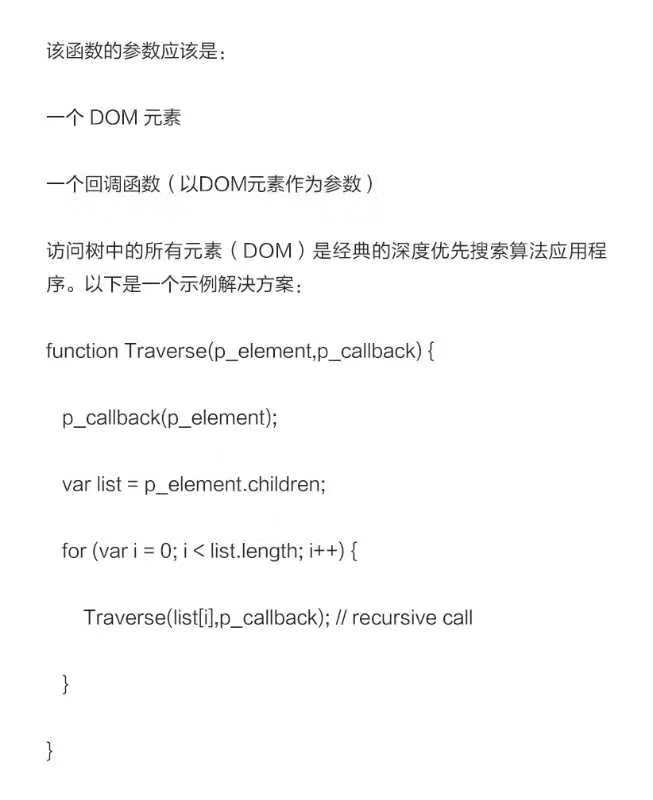 该函数的参数应该是：
一个 DOM 元素
一个回调函数（以DOM元素作为参数）
访问树中的所有元素（DOM）是经典的深度优先搜索算法应用程
序。以下是一个示例解决方案：
function Traverse(p_element,p_callback) {
p_callback(p_element);
var list = p_element.children;
for (var i = 0; i < list.length; i++) {
Traverse(list[i],p_callback); // recursive call
}
}